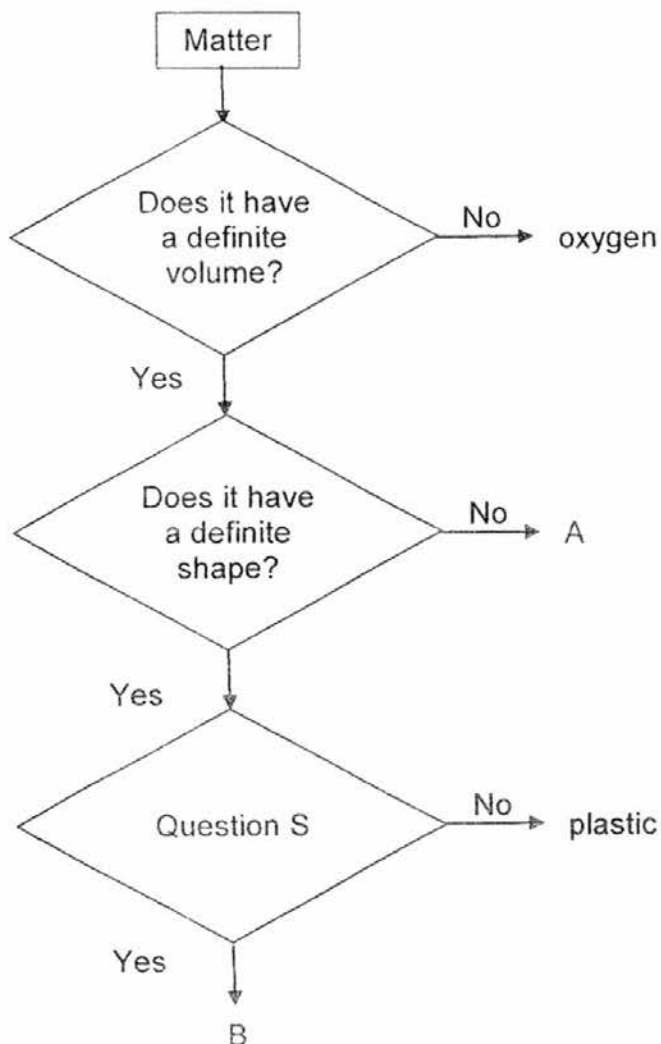 Matter
Does it have
a definite
volume?
No
oxygen
Yes
Does it have
a definite
shape?
No
A
Yes
Question S
No
plastic
Yes
B